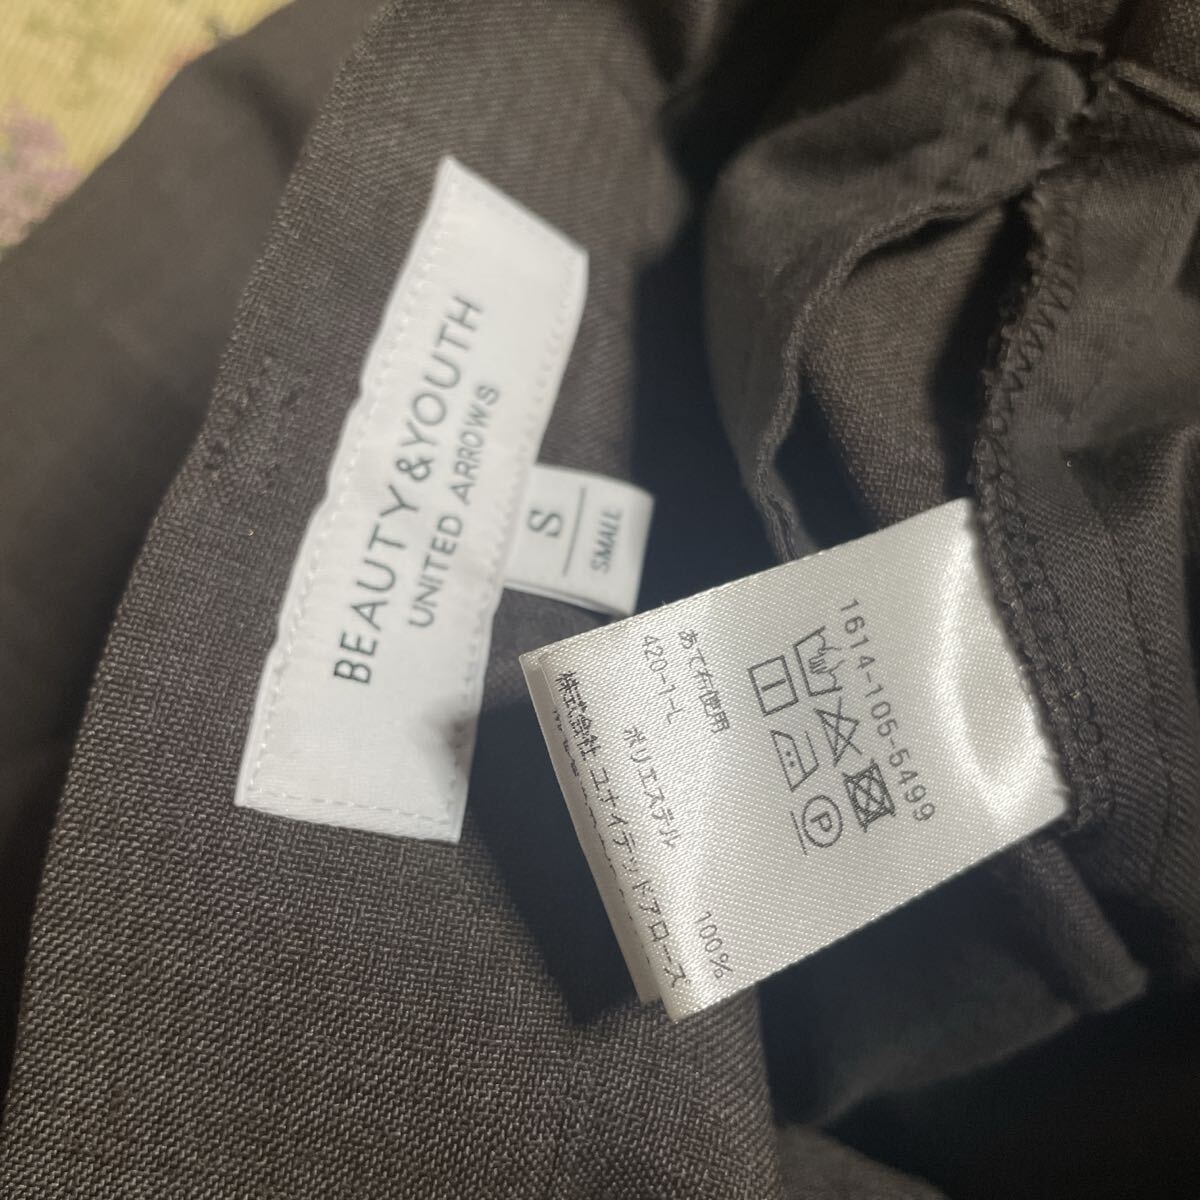 BEAUTY&YOUTH
UNITED ARROWS
S
SMALL
1614-105-5499
P
あて布使用
420-1-L
ポリエステル 100%
株式会社 ユナイテッドアローズ